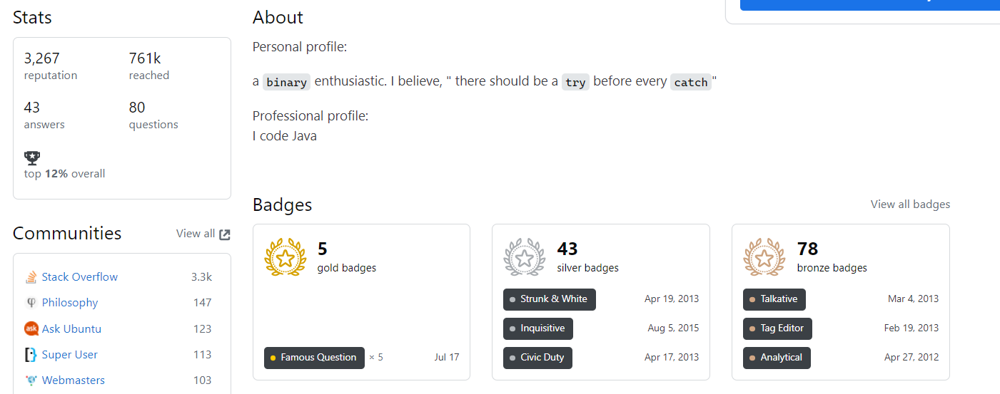 Stats
3,267
reputation
761k
reached
43
answers
80
questions
top 12% overall
Communities
View all
Stack Overflow 3.3k
Philosophy 147
Ask Ubuntu 123
Super User 113
Webmasters 103
About
Personal profile:
a binary enthusiastic. I believe, " there should be a try before every catch"
Professional profile:
I code Java
Badges
View all badges
5
gold badges
Famous Question × 5 Jul 17
43
silver badges
Strunk & White Apr 19, 2013
Inquisitive Aug 5, 2015
Civic Duty Apr 17, 2013
78
bronze badges
Talkative Mar 4, 2013
Tag Editor Feb 19, 2013
Analytical Apr 27, 2012